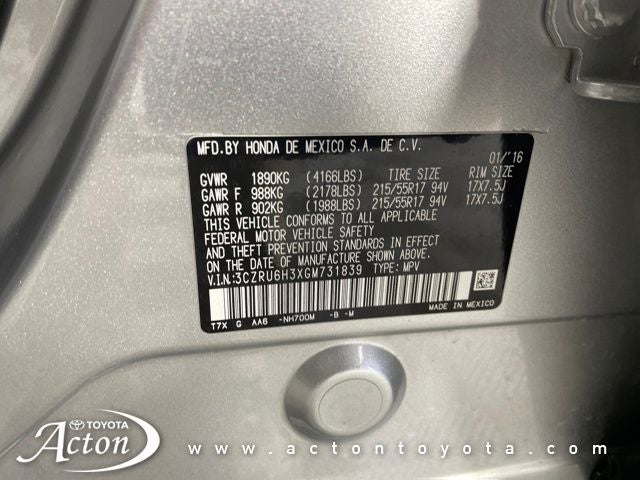 MFD.BY HONDA DE MEXICO S.A. DE C.V.
01/'16
GVWR 1890KG (4166LBS) TIRE SIZE RIM SIZE
GAWR F 988KG (2178LBS) 215/55R17 94V 17X7.5J
GAWR R 902KG (1988LBS) 215/55R17 94V 17X7.5J
THIS VEHICLE CONFORMS TO ALL APPLICABLE
FEDERAL MOTOR VEHICLE SAFETY
AND THEFT PREVENTION STANDARDS IN EFFECT
ON THE DATE OF MANUFACTURE SHOWN ABOVE.
V.I.N.:3CZRU6H3XGM731839 TYPE: MPV
T7X G AA6 -NH700M -B -M
MADE IN MEXICO
TOYOTA
Acton
www.actontoyota.com